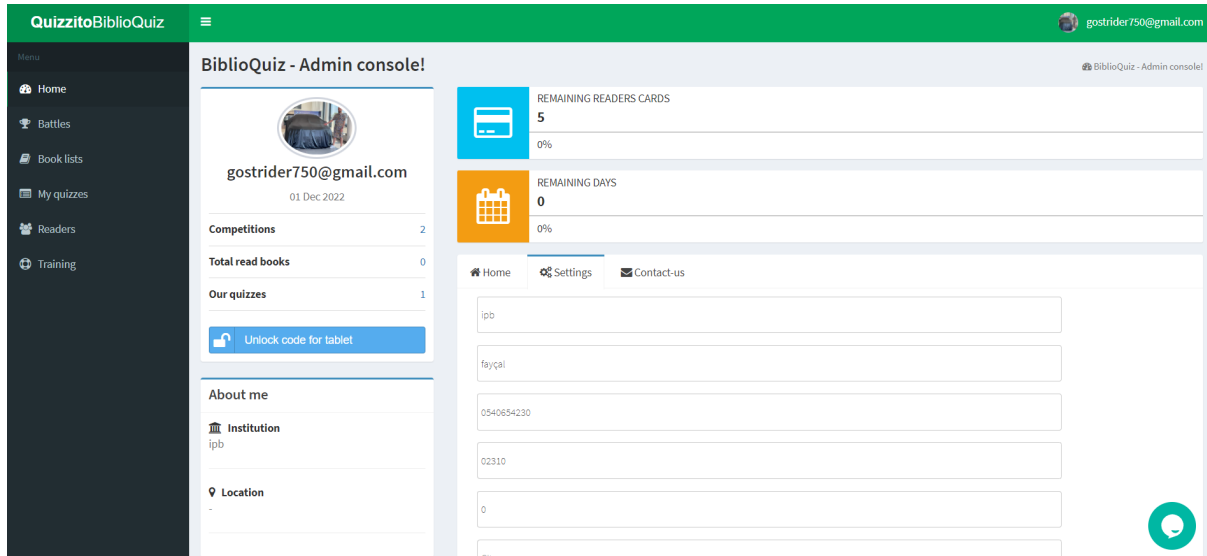 QuizzitoBiblioQuiz
gostrider750@gmail.com
Menu
Home
Battles
Book lists
My quizzes
Readers
Training
BiblioQuiz - Admin console!
BiblioQuiz - Admin console!
gostrider750@gmail.com
01 Dec 2022
Competitions 2
Total read books 0
Our quizzes 1
Unlock code for tablet
About me
Institution
ipb
Location
-
REMAINING READERS CARDS
5
0%
REMAINING DAYS
0
0%
Home Settings Contact-us
ipb
fayçal
0540654230
02310
0